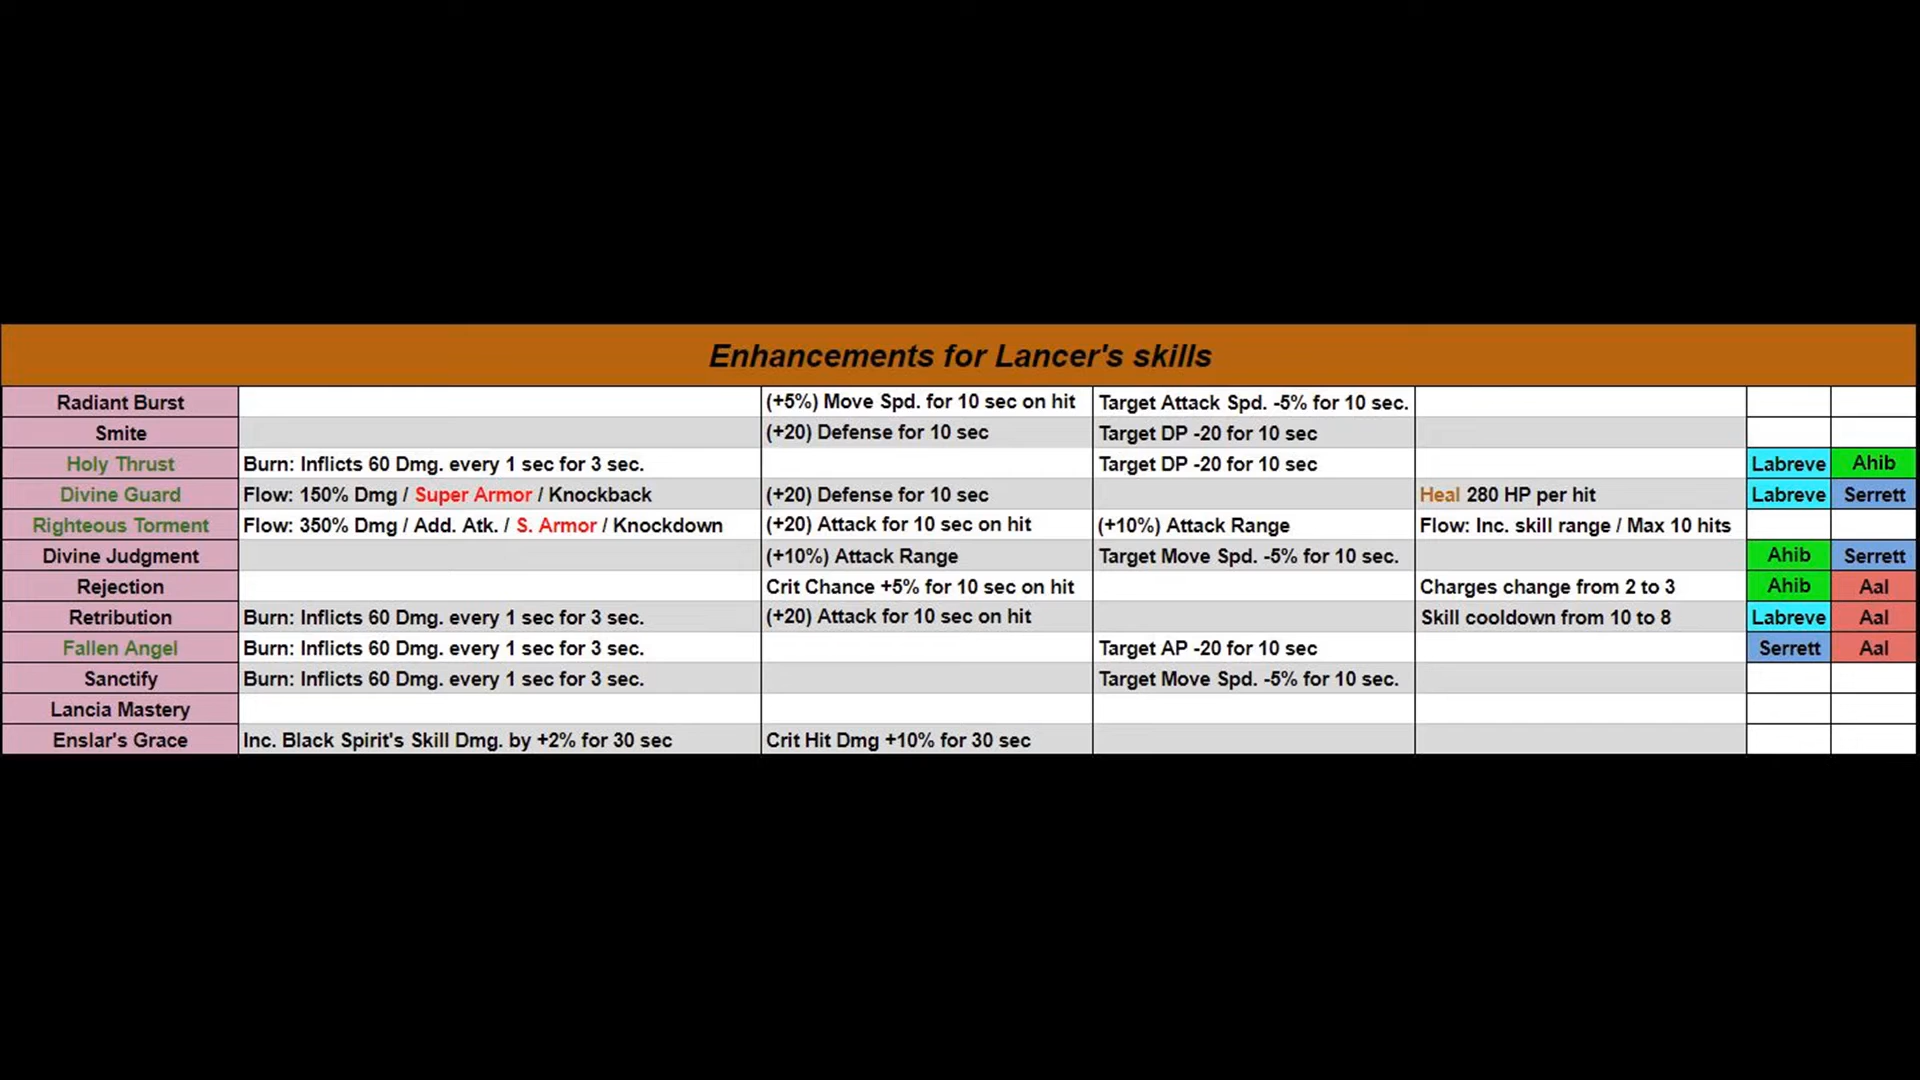 Enhancements for Lancer's skills
Radiant Burst (+5%) Move Spd. for 10 sec on hit Target Attack Spd. -5% for 10 sec.
Smite (+20) Defense for 10 sec Target DP -20 for 10 sec
Holy Thrust Burn: Inflicts 60 Dmg. every 1 sec for 3 sec. Target DP -20 for 10 sec Labreve Ahib
Divine Guard Flow: 150% Dmg / Super Armor / Knockback (+20) Defense for 10 sec Heal 280 HP per hit Labreve Serrett
Righteous Torment Flow: 350% Dmg / Add. Atk. / S. Armor / Knockdown (+20) Attack for 10 sec on hit (+10%) Attack Range Flow: Inc. skill range / Max 10 hits
Divine Judgment (+10%) Attack Range Target Move Spd. -5% for 10 sec. Ahib Serrett
Rejection Crit Chance +5% for 10 sec on hit Charges change from 2 to 3 Ahib Aal
Retribution Burn: Inflicts 60 Dmg. every 1 sec for 3 sec. (+20) Attack for 10 sec on hit Skill cooldown from 10 to 8 Labreve Aal
Fallen Angel Burn: Inflicts 60 Dmg. every 1 sec for 3 sec. Target AP -20 for 10 sec Serrett Aal
Sanctify Burn: Inflicts 60 Dmg. every 1 sec for 3 sec. Target Move Spd. -5% for 10 sec.
Lancia Mastery
Enslar's Grace Inc. Black Spirit's Skill Dmg. by +2% for 30 sec Crit Hit Dmg +10% for 30 sec